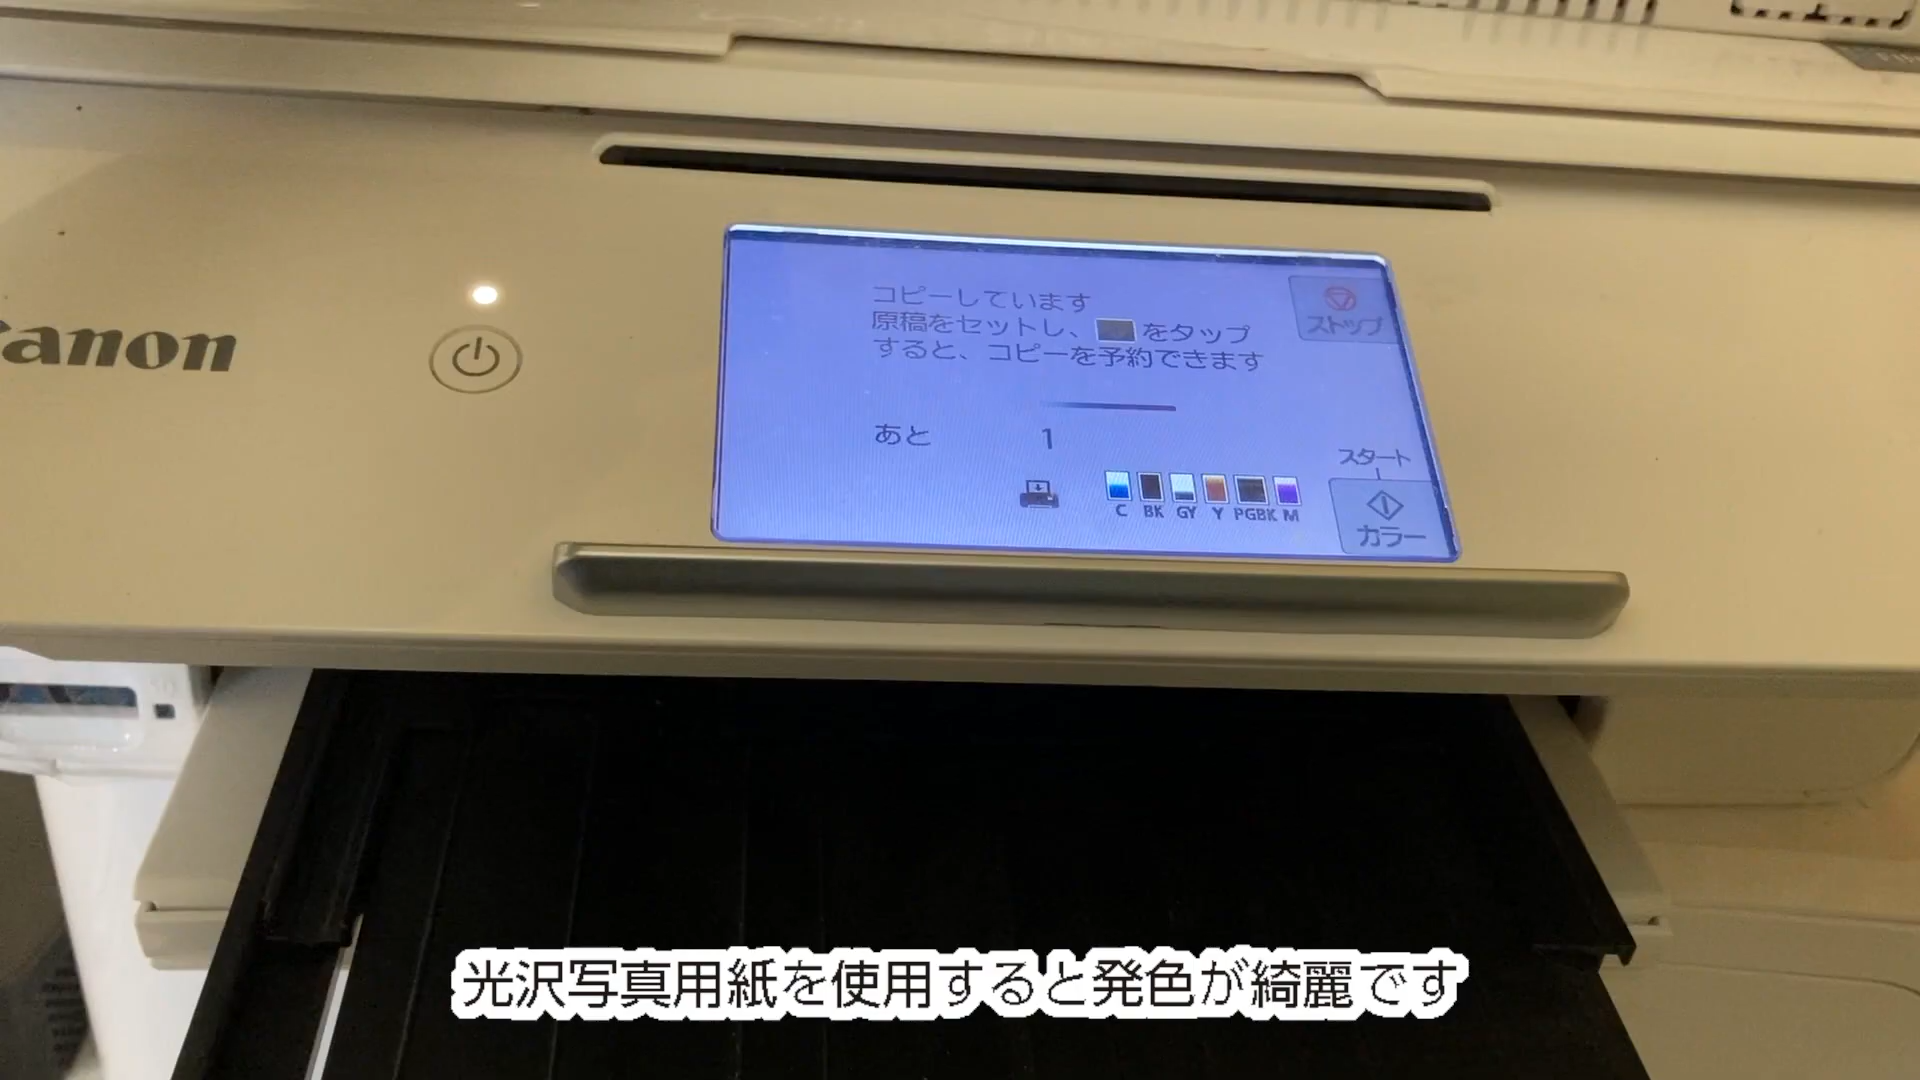 コピーしています
原稿をセットし、をタップ
すると、コピーを予約できます
ストップ
あと 1
スタート
カラー
C BK GY Y PGBK M
anon
光沢写真用紙を使用すると発色が綺麗です